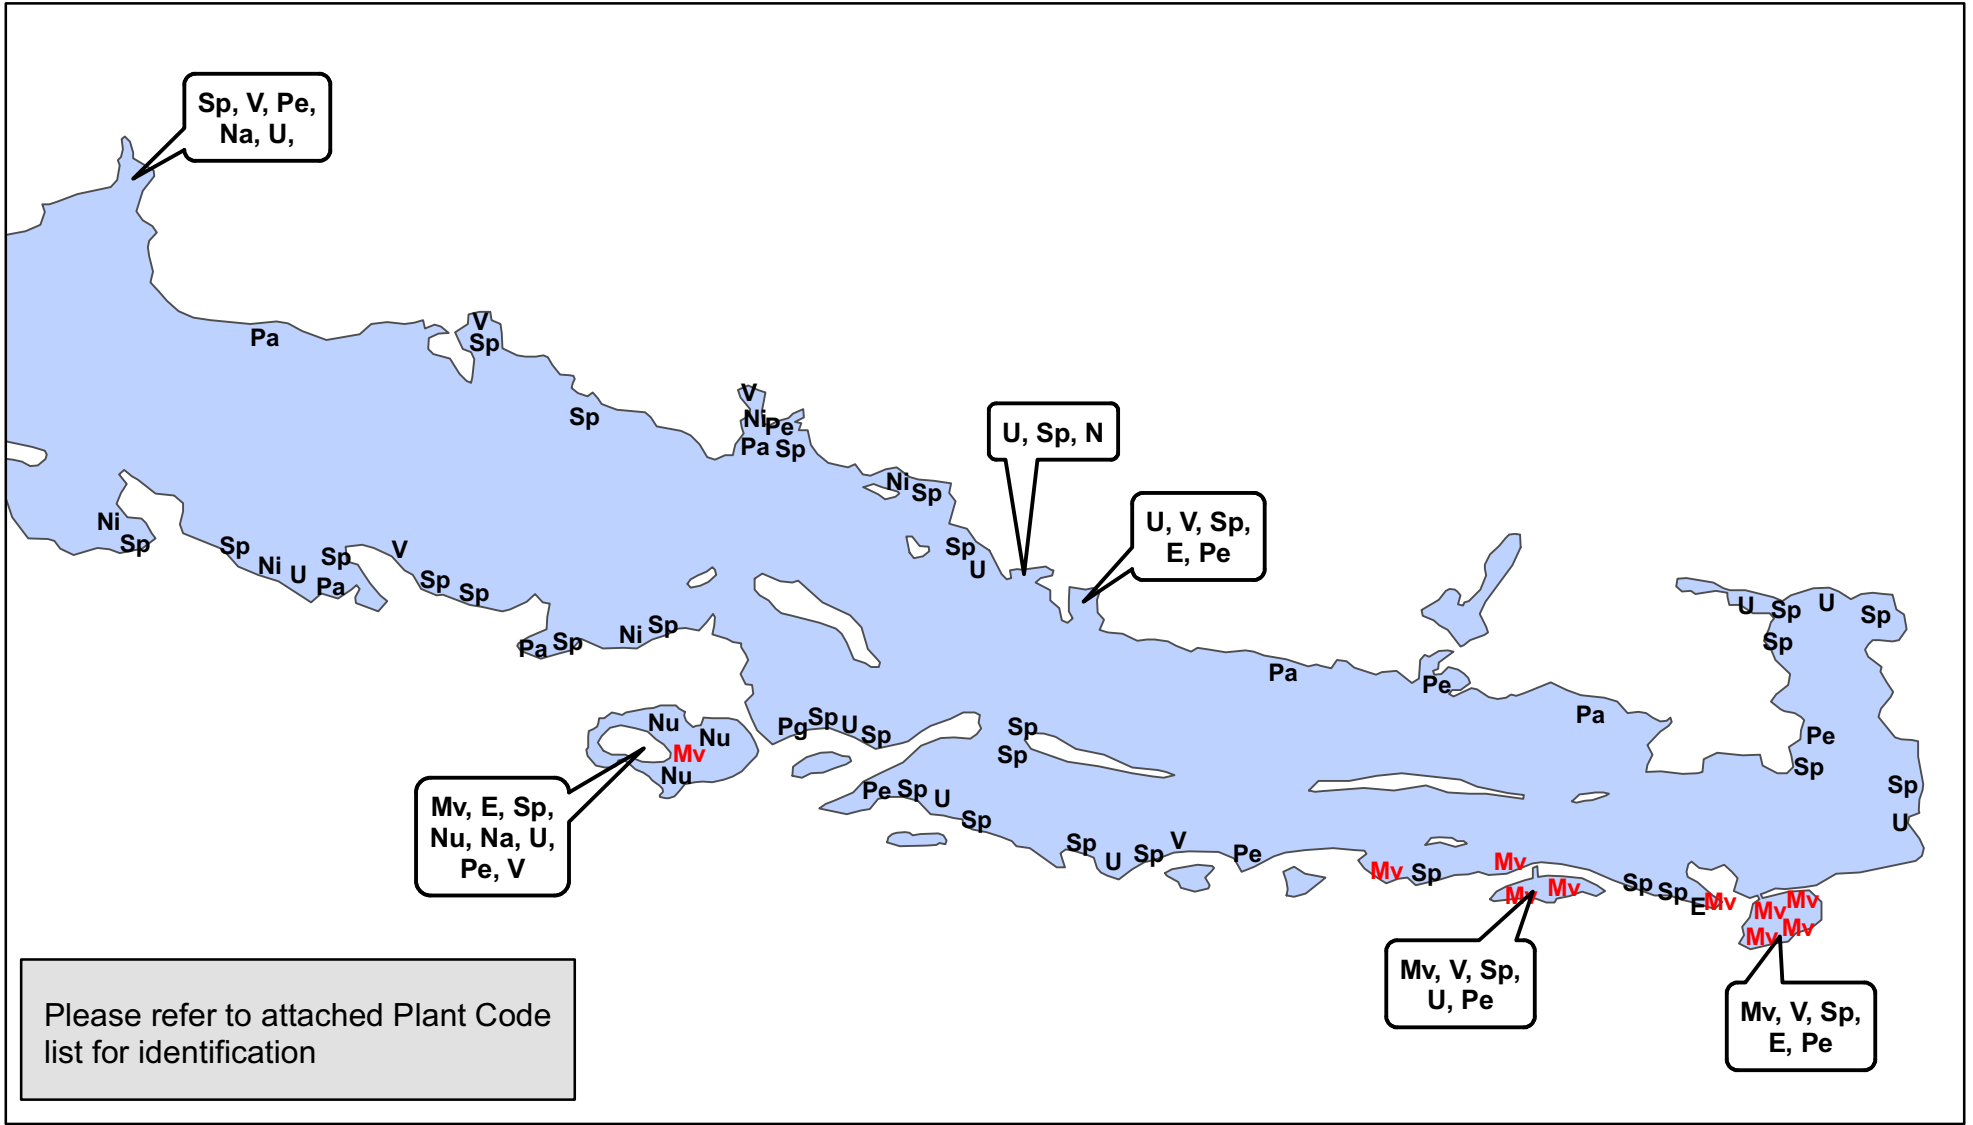 Sp, V, Pe,
Na, U,
V
Sp
Pa
V
Sp
Ni
Pe
Pa
Sp
U, Sp, N
Ni
Sp
U, V, Sp,
E, Pe
Ni
Sp
Sp
Ni
U
Sp
Pa
V
Sp
Sp
Sp
U
Pa
Sp
Ni
Sp
U
Sp
U
Sp
Sp
Pa
Pe
Pa
Nu
Nu
Mv
Nu
Pg
Sp
U
Sp
Sp
Sp
Pe
Sp
Sp
U
Mv, E, Sp,
Nu, Na, U,
Pe, V
Pe
Sp
U
Sp
Sp
U
Sp
V
Pe
Mv
Sp
Mv
Mv
Mv
Sp
Sp
E
Mv
Mv
Mv
Mv
Mv
Mv, V, Sp,
U, Pe
Mv, V, Sp,
E, Pe
Please refer to attached Plant Code
list for identification